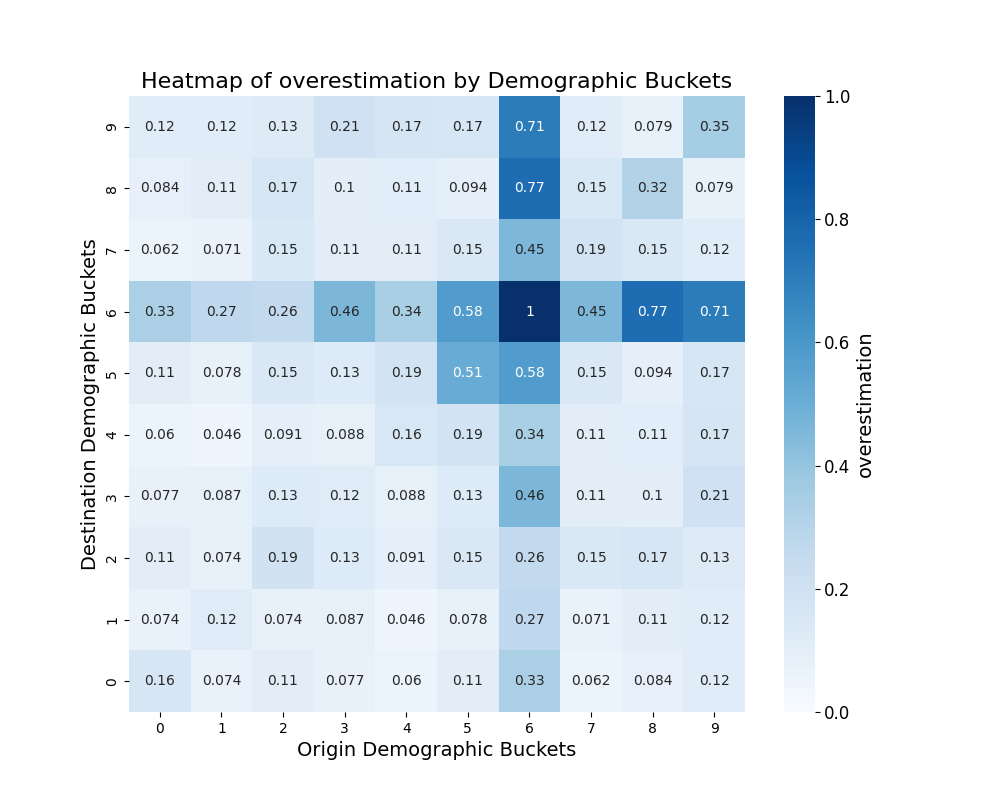 Heatmap of overestimation by Demographic Buckets
9 0.12 0.12 0.13 0.21 0.17 0.17 0.71 0.12 0.079 0.35
8 0.084 0.11 0.17 0.1 0.11 0.094 0.77 0.15 0.32 0.079
7 0.062 0.071 0.15 0.11 0.11 0.15 0.45 0.19 0.15 0.12
6 0.33 0.27 0.26 0.46 0.34 0.58 1 0.45 0.77 0.71
5 0.11 0.078 0.15 0.13 0.19 0.51 0.58 0.15 0.094 0.17
4 0.06 0.046 0.091 0.088 0.16 0.19 0.34 0.11 0.11 0.17
3 0.077 0.087 0.13 0.12 0.088 0.13 0.46 0.11 0.1 0.21
2 0.11 0.074 0.19 0.13 0.091 0.15 0.26 0.15 0.17 0.13
1 0.074 0.12 0.074 0.087 0.046 0.078 0.27 0.071 0.11 0.12
0 0.16 0.074 0.11 0.077 0.06 0.11 0.33 0.062 0.084 0.12
0 1 2 3 4 5 6 7 8 9
Origin Demographic Buckets
Destination Demographic Buckets
1.0
0.8
0.6
0.4
0.2
0.0
overestimation